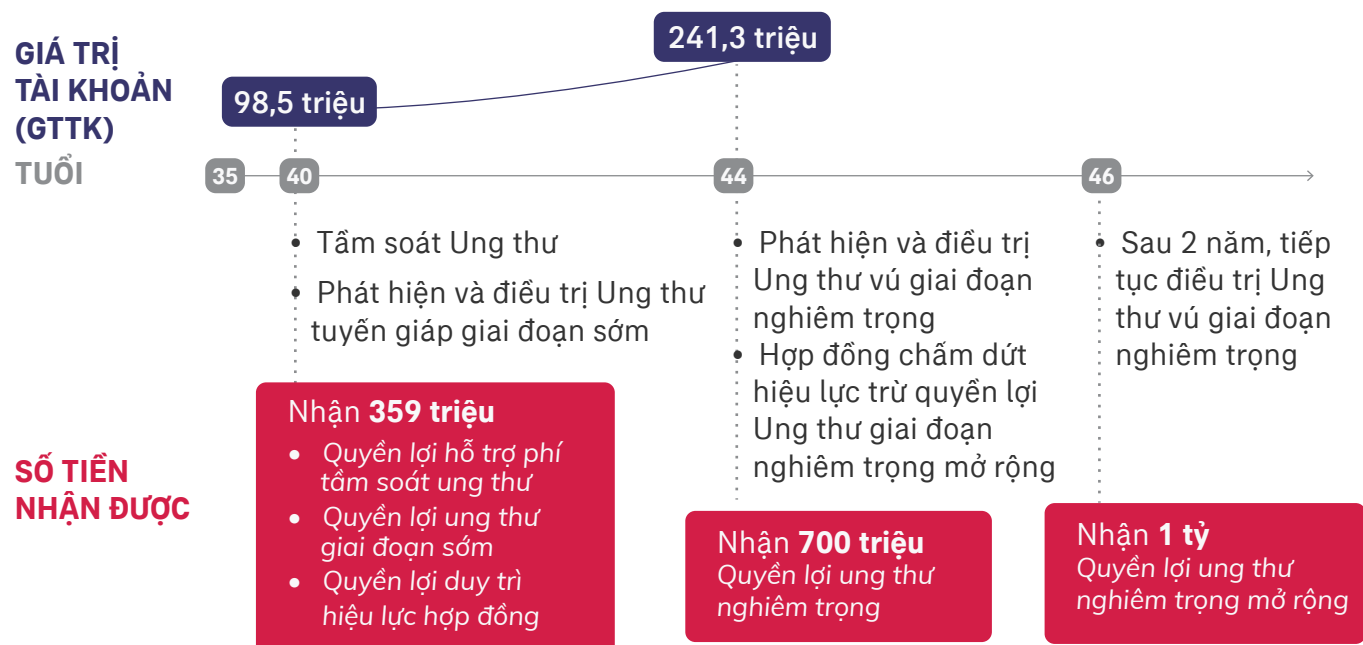 GIÁ TRỊ
TÀI KHOẢN
(GTTK)
98,5 triệu
241,3 triệu
TUỔI
35
40
44
46
• Tầm soát Ung thư
• Phát hiện và điều trị Ung thư
tuyến giáp giai đoạn sớm
• Phát hiện và điều trị
Ung thư vú giai đoạn
nghiêm trọng
• Hợp đồng chấm dứt
hiệu lực trừ quyền lợi
Ung thư giai đoạn
nghiêm trọng mở rộng
• Sau 2 năm, tiếp
tục điều trị Ung
thư vú giai đoạn
nghiêm trọng
SỐ TIỀN
NHẬN ĐƯỢC
Nhận 359 triệu
• Quyền lợi hỗ trợ phí
tầm soát ung thư
• Quyền lợi ung thư
giai đoạn sớm
• Quyền lợi duy trì
hiệu lực hợp đồng
Nhận 700 triệu
Quyền lợi ung thư
nghiêm trọng
Nhận 1 tỷ
Quyền lợi ung thư
nghiêm trọng mở rộng